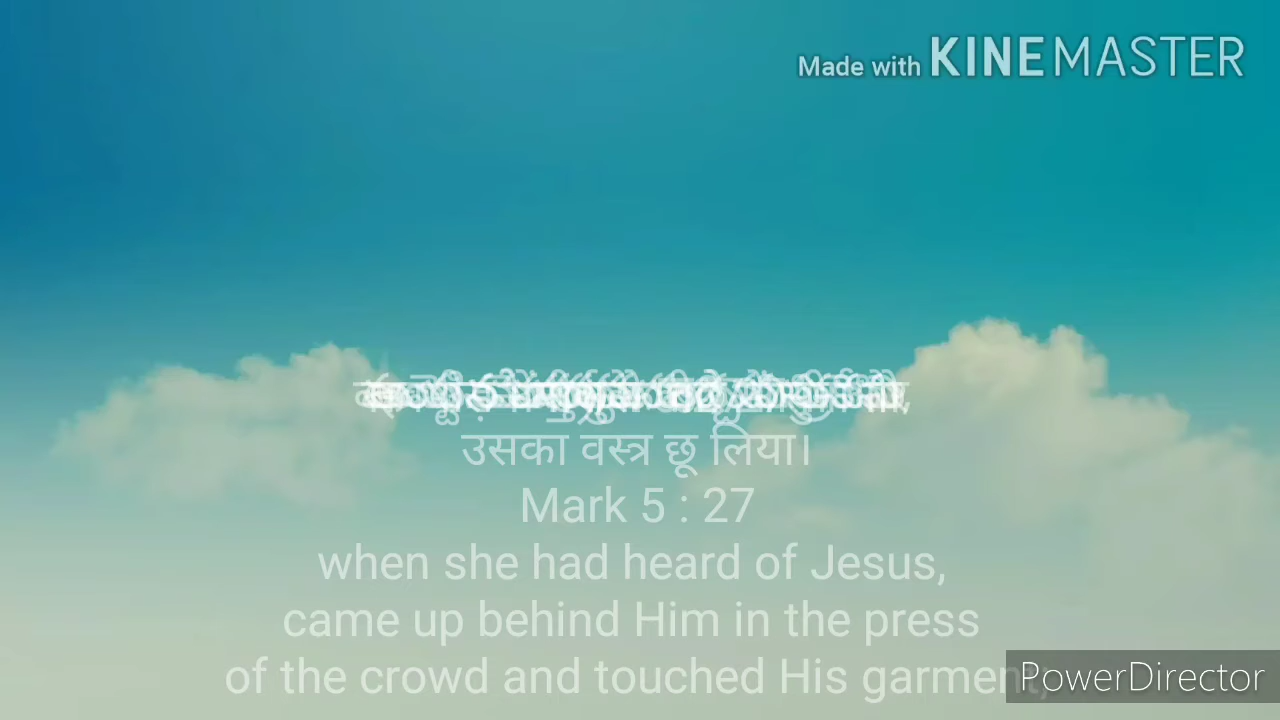 Made with KINEMASTER
उसका वस्त्र छू लिया।
Mark 5 : 27
when she had heard of Jesus,
came up behind Him in the press
of the crowd and touched His garment;
PowerDirector